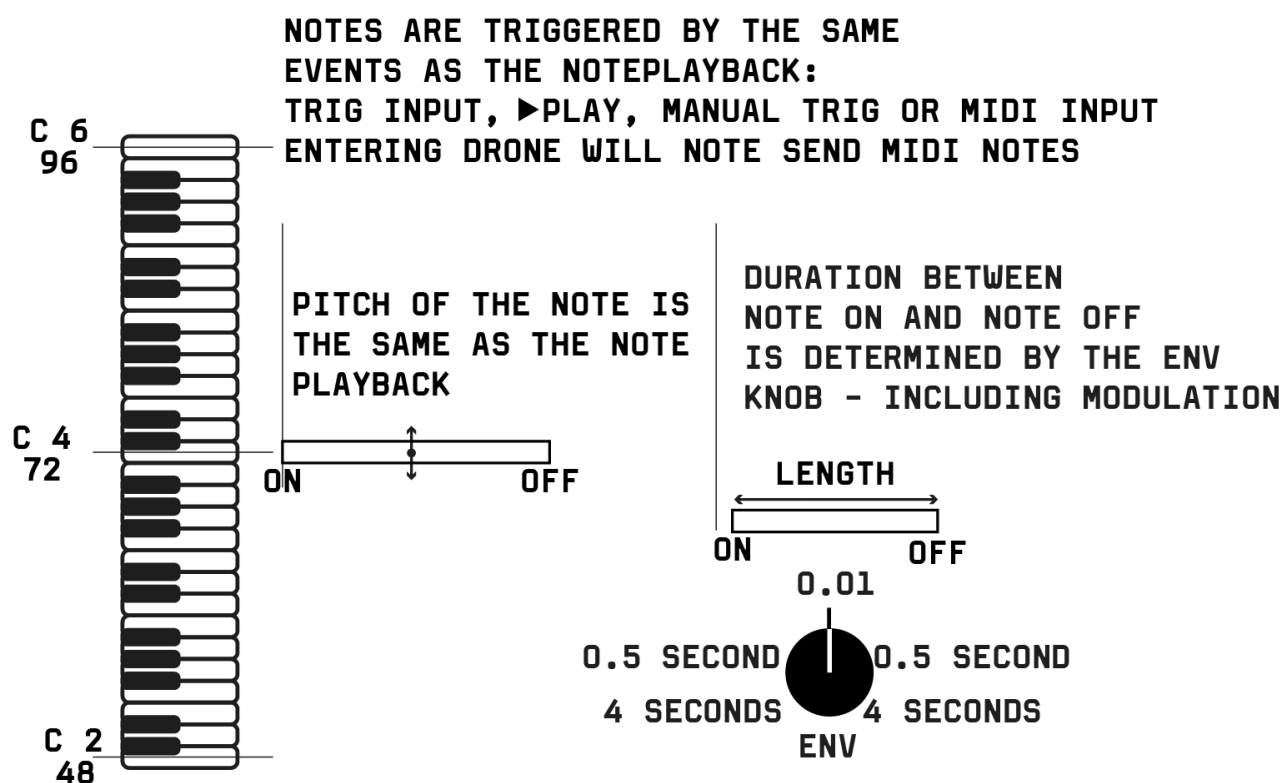 NOTES ARE TRIGGERED BY THE SAME
EVENTS AS THE NOTEPLAYBACK:
TRIG INPUT, ▶PLAY, MANUAL TRIG OR MIDI INPUT
ENTERING DRONE WILL NOTE SEND MIDI NOTES
C 6
96
PITCH OF THE NOTE IS
THE SAME AS THE NOTE
PLAYBACK
DURATION BETWEEN
NOTE ON AND NOTE OFF
IS DETERMINED BY THE ENV
KNOB - INCLUDING MODULATION
C 4
72
ON OFF
LENGTH
ON OFF
0.01
0.5 SECOND 0.5 SECOND
4 SECONDS 4 SECONDS
ENV
C 2
48